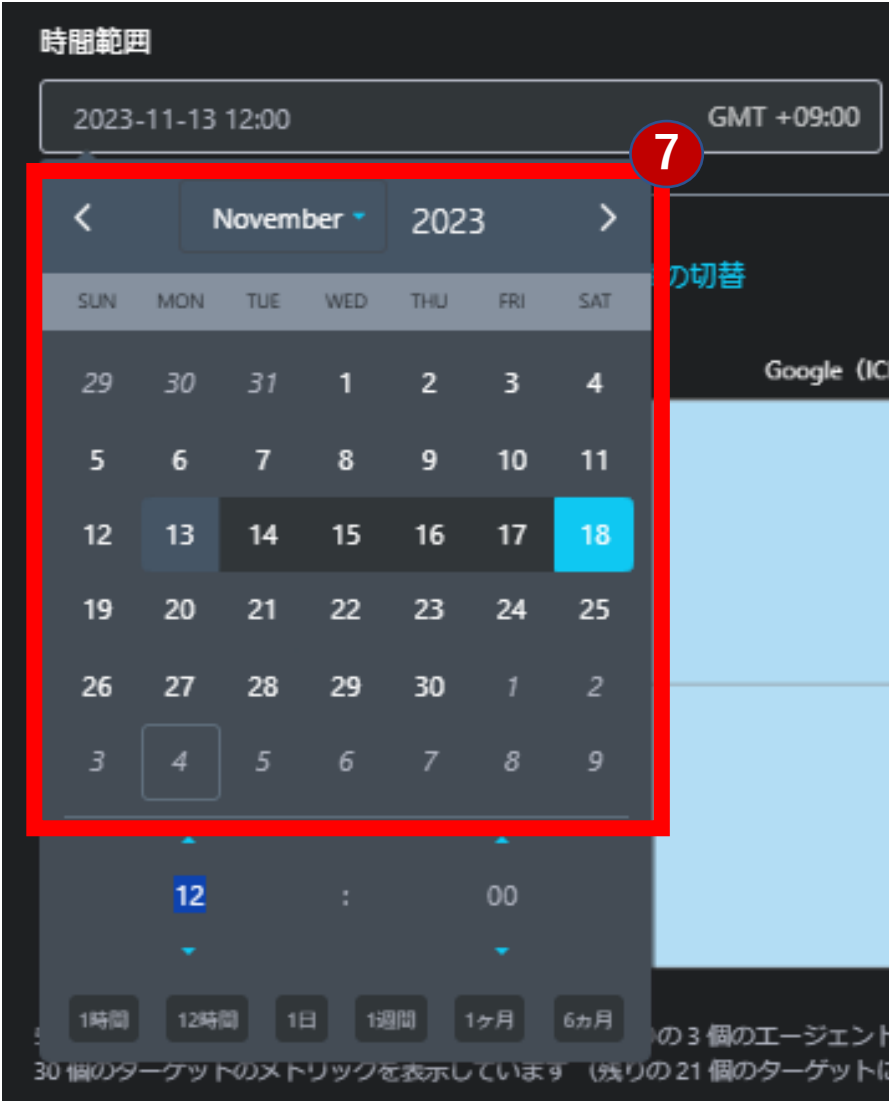 時間範囲
2023-11-13 12:00 GMT +09:00
7
November 2023
の切替
SUN MON TUE WED THU FRI SAT
Google（IC
29 30 31 1 2 3 4
5 6 7 8 9 10 11
12 13 14 15 16 17 18
19 20 21 22 23 24 25
26 27 28 29 30 1 2
3 4 5 6 7 8 9
12 : 00
1時間 12時間 1日 1週間 1ヶ月 6カ月
の 3 個のエージェント
30 個のターゲットのメトリックを表示しています （残りの 21 個のターゲットに